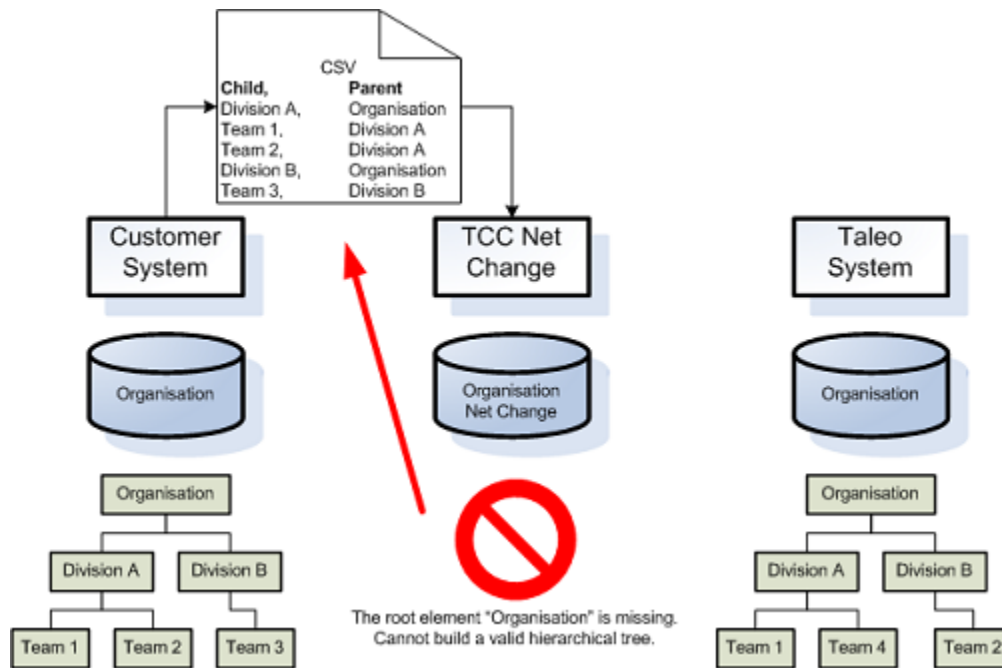 CSV
Child, Parent
Division A, Organisation
Team 1, Division A
Team 2, Division A
Division B, Organisation
Team 3, Division B
Customer
System
TCC Net
Change
Taleo
System
Organisation
Organisation
Net Change
Organisation
Organisation
Division A
Division B
Team 1
Team 2
Team 3
The root element "Organisation" is missing.
Cannot build a valid hierarchical tree.
Organisation
Division A
Division B
Team 1
Team 4
Team 2